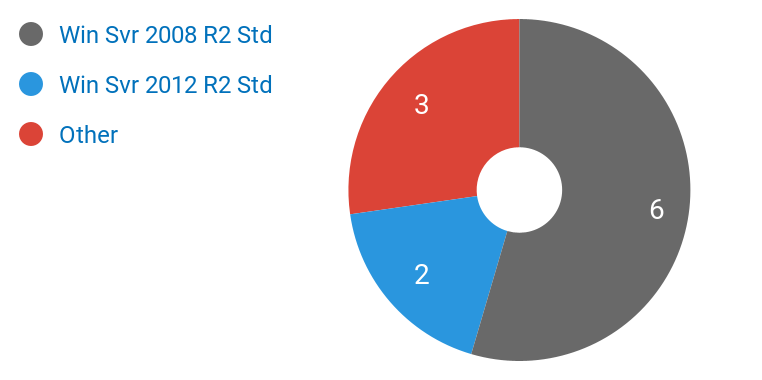 Win Svr 2008 R2 Std
Win Svr 2012 R2 Std
Other
3
6
2